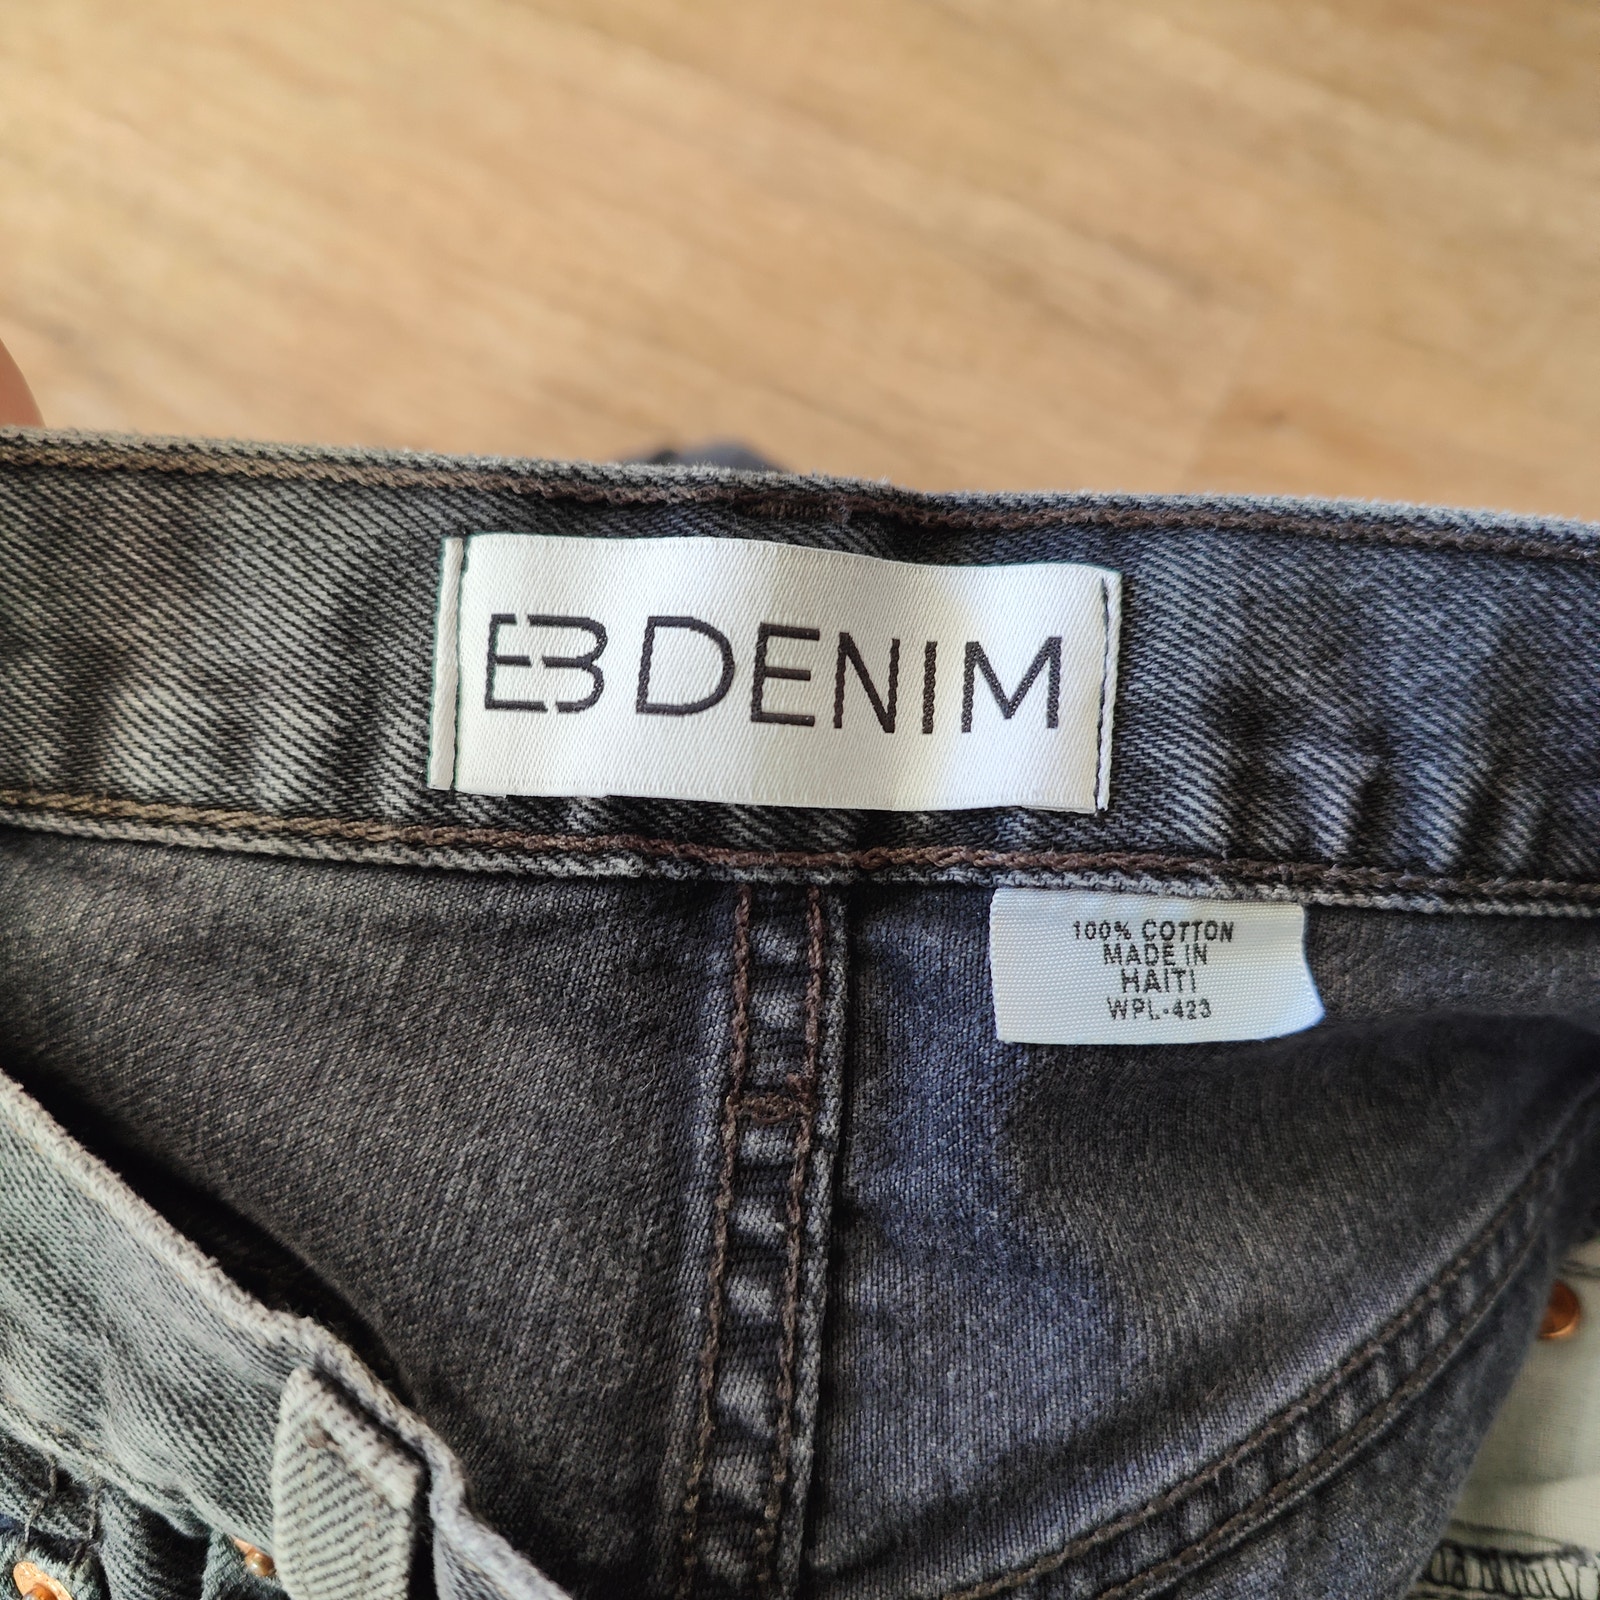 EB DENIM
100% COTTON
MADE IN
HAITI
WPL-423